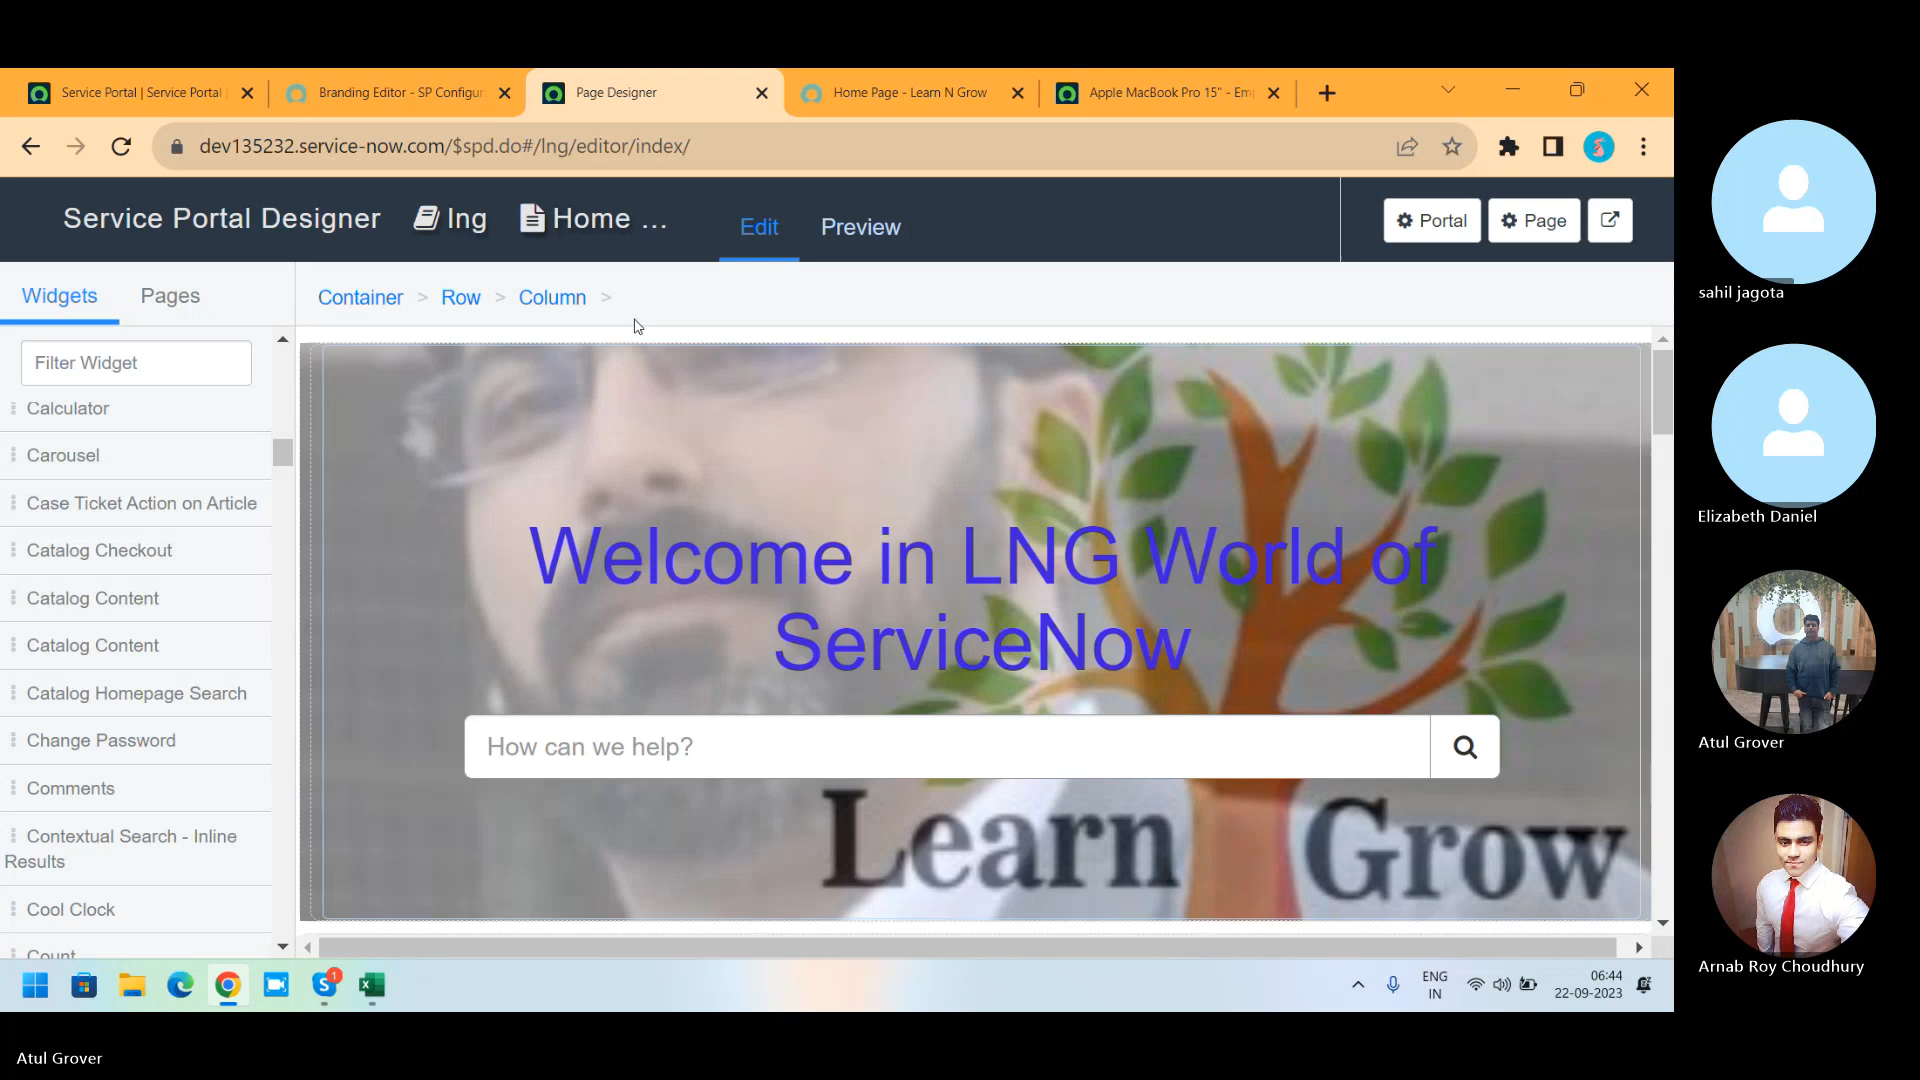 Service Portal | Service Portal |
Branding Editor - SP Configur
Page Designer
Home Page - Learn N Grow
Apple MacBook Pro 15" - Emp
dev135232.service-now.com/$spd.do#/lng/editor/index/
Service Portal Designer
lng
Home ...
Edit
Preview
Portal
Page
Widgets
Pages
Container > Row > Column >
Filter Widget
Calculator
Carousel
Case Ticket Action on Article
Catalog Checkout
Catalog Content
Catalog Content
Catalog Homepage Search
Change Password
Comments
Contextual Search - Inline
Results
Cool Clock
Count
Welcome in LNG World of
ServiceNow
How can we help?
Learn Grow
1
ENG
IN
06:44
22-09-2023
sahil jagota
Elizabeth Daniel
Atul Grover
Arnab Roy Choudhury
Atul Grover